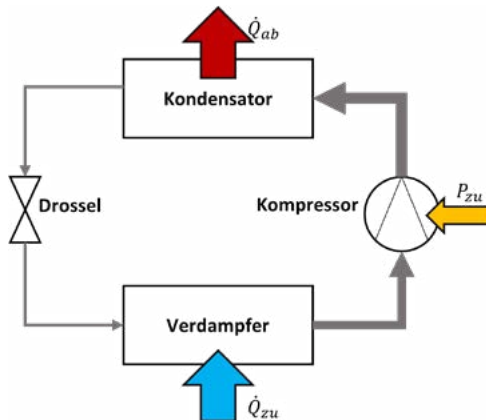 Q̇ab
Kondensator
Drossel
Kompressor
Pzu
Verdampfer
Q̇zu